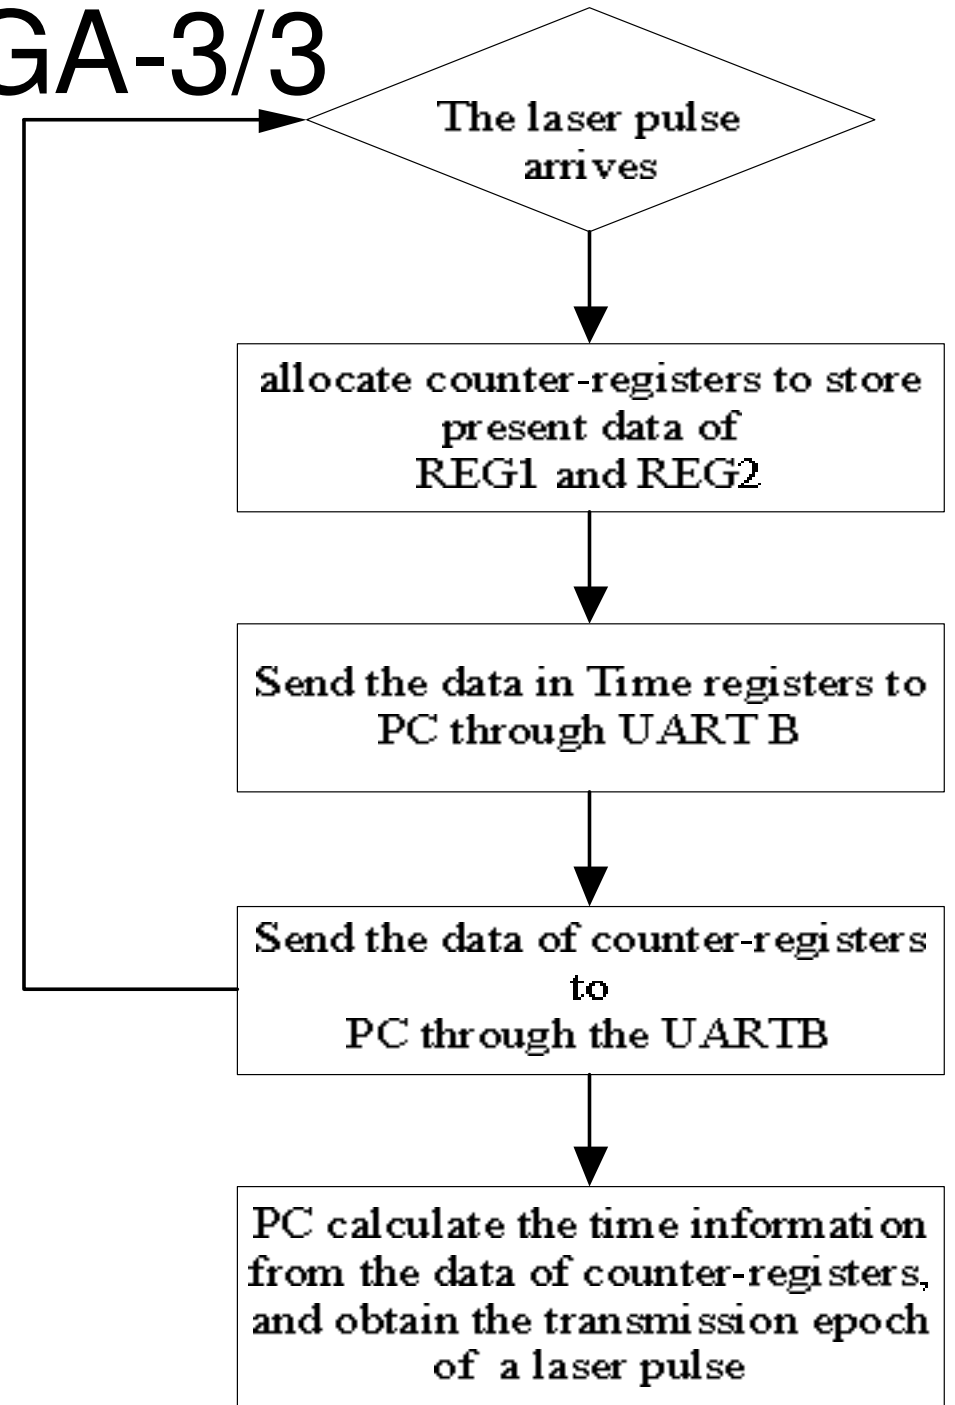 GA-3/3
The laser pulse
arrives
allocate counter-registers to store
present data of
REG1 and REG2
Send the data in Time registers to
PC through UART B
Send the data of counter-registers
to
PC through the UARTB
PC calculate the time information
from the data of counter-registers,
and obtain the transmission epoch
of a laser pulse